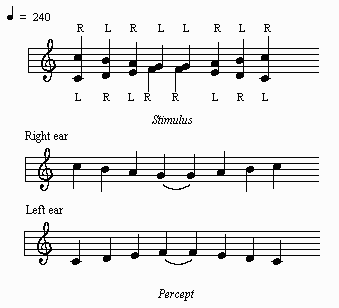 = 240
R L R L L R L R
L R L R R L R L
Stimulus
Right ear
Left ear
Percept